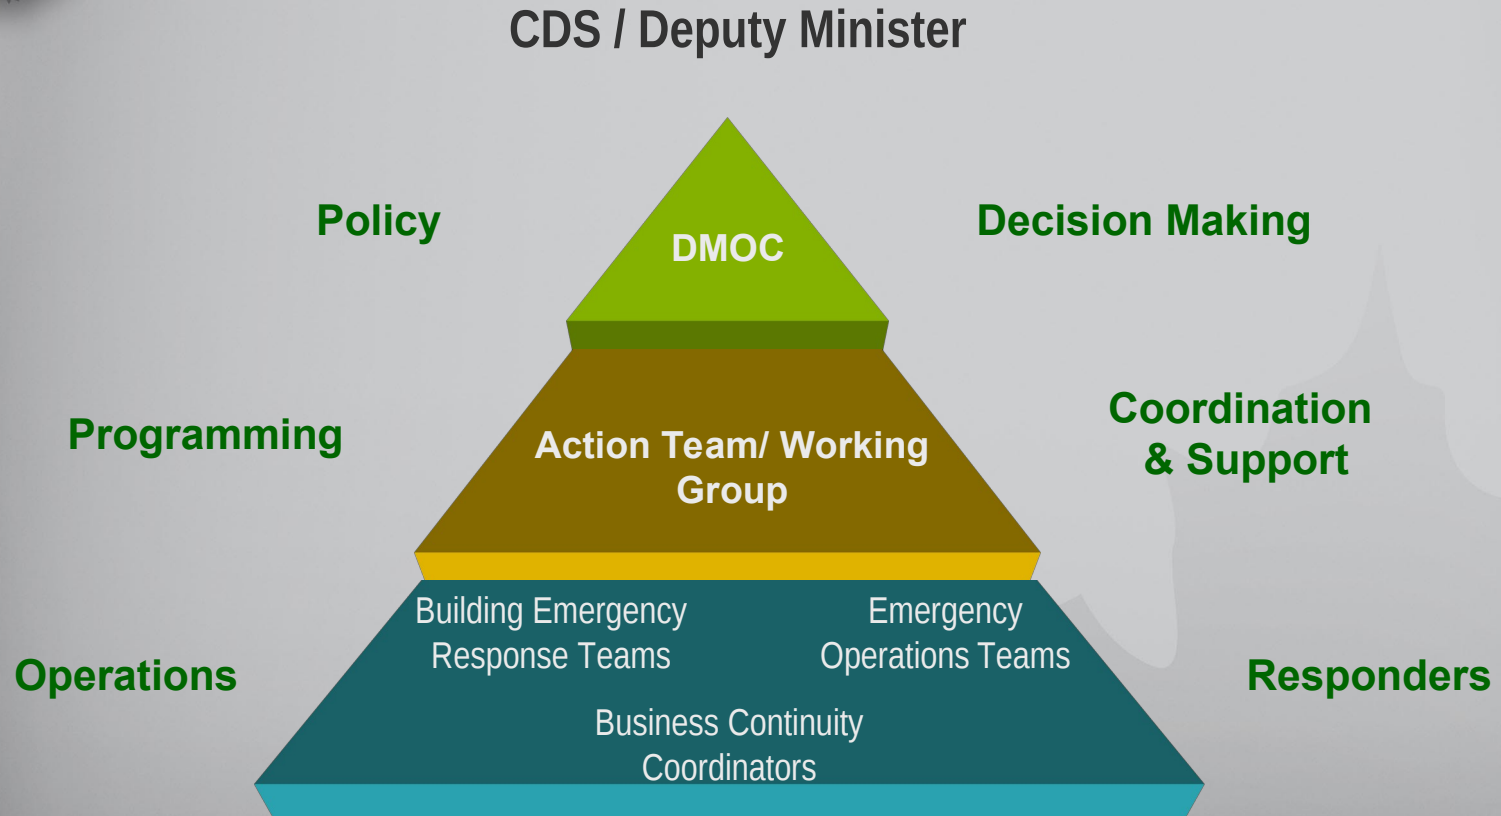 CDS / Deputy Minister
Policy
DMOC
Decision Making
Programming
Action Team/ Working
Group
Coordination
& Support
Operations
Building Emergency
Response Teams
Emergency
Operations Teams
Business Continuity
Coordinators
Responders